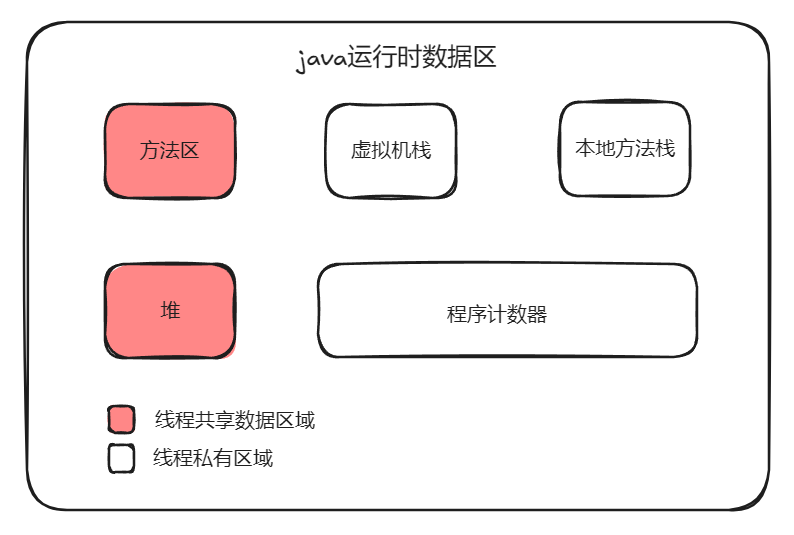 java运行时数据区
方法区
虚拟机栈
本地方法栈
堆
程序计数器
线程共享数据区域
线程私有区域